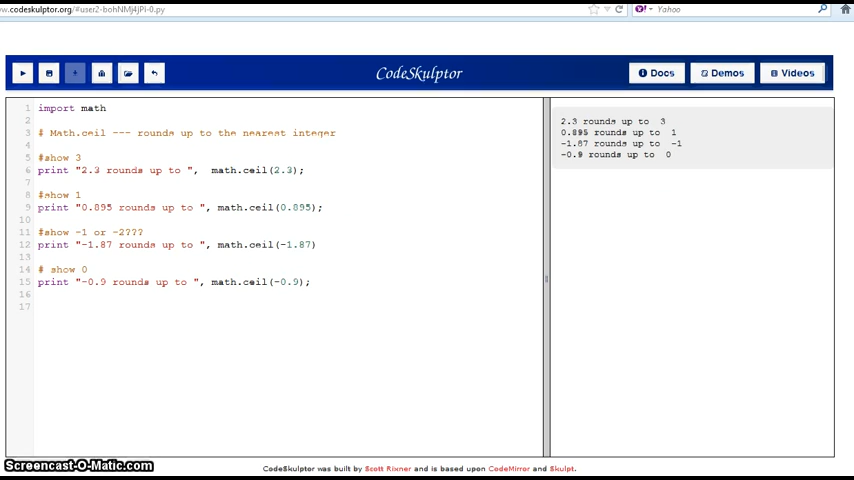 w.codeskulptor.org/#user2-bohNMj4jPi-0.py
Yahoo
CodeSkulptor
Docs
Demos
Videos
1 import math
2
3 # Math.ceil --- rounds up to the nearest integer
4
5 #show 3
6 print "2.3 rounds up to ",  math.ceil(2.3);
7
8 #show 1
9 print "0.895 rounds up to ", math.ceil(0.895);
10
11 #show -1 or -2???
12 print "-1.87 rounds up to ", math.ceil(-1.87)
13
14 # show 0
15 print "-0.9 rounds up to ", math.ceil(-0.9);
16
17
2.3 rounds up to  3
0.895 rounds up to  1
-1.87 rounds up to  -1
-0.9 rounds up to  0
CodeSkulptor was built by Scott Rixner and is based upon CodeMirror and Skulpt.
Screencast-O-Matic.com